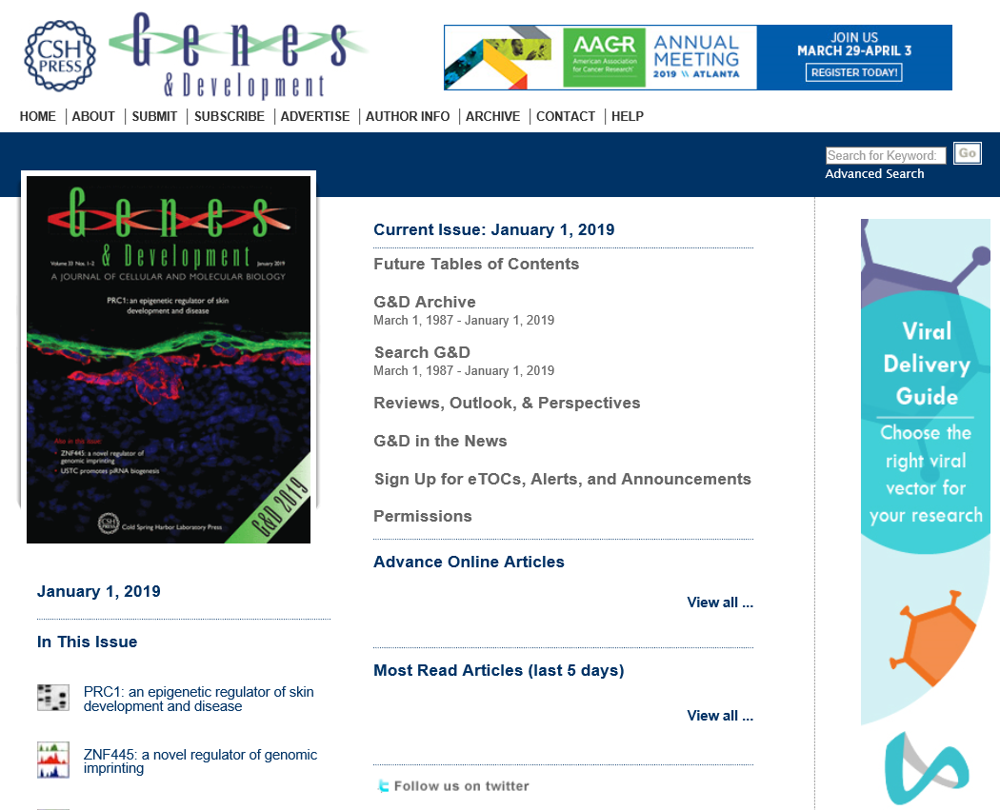 CSH
PRESS
Genes
& Development
AACR
American Association
for Cancer Research
ANNUAL
MEETING
2019 \\ ATLANTA
JOIN US
MARCH 29-APRIL 3
REGISTER TODAY!
HOME | ABOUT | SUBMIT | SUBSCRIBE | ADVERTISE | AUTHOR INFO | ARCHIVE | CONTACT | HELP
Search for Keyword: Go
Advanced Search
Genes
& Development
Volume 33 Nos. 1–2
January 2019
A JOURNAL OF CELLULAR AND MOLECULAR BIOLOGY
PRC1: an epigenetic regulator of skin
development and disease
Also in this issue:
• ZNF445: a novel regulator of
genomic imprinting
• USTC promotes piRNA biogenesis
CSH
PRESS
Cold Spring Harbor Laboratory Press
G&D 2019
January 1, 2019
In This Issue
PRC1: an epigenetic regulator of skin
development and disease
ZNF445: a novel regulator of genomic
imprinting
Current Issue: January 1, 2019
Future Tables of Contents
G&D Archive
March 1, 1987 - January 1, 2019
Search G&D
March 1, 1987 - January 1, 2019
Reviews, Outlook, & Perspectives
G&D in the News
Sign Up for eTOCs, Alerts, and Announcements
Permissions
Advance Online Articles
View all ...
Most Read Articles (last 5 days)
View all ...
Follow us on twitter
Viral
Delivery
Guide
Choose the
right viral
vector for
your research